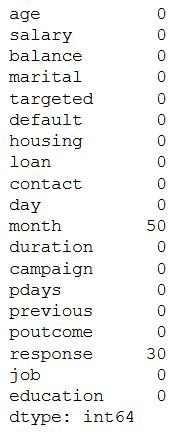 age 0
salary 0
balance 0
marital 0
targeted 0
default 0
housing 0
loan 0
contact 0
day 0
month 50
duration 0
campaign 0
pdays 0
previous 0
poutcome 0
response 30
job 0
education 0
dtype: int64